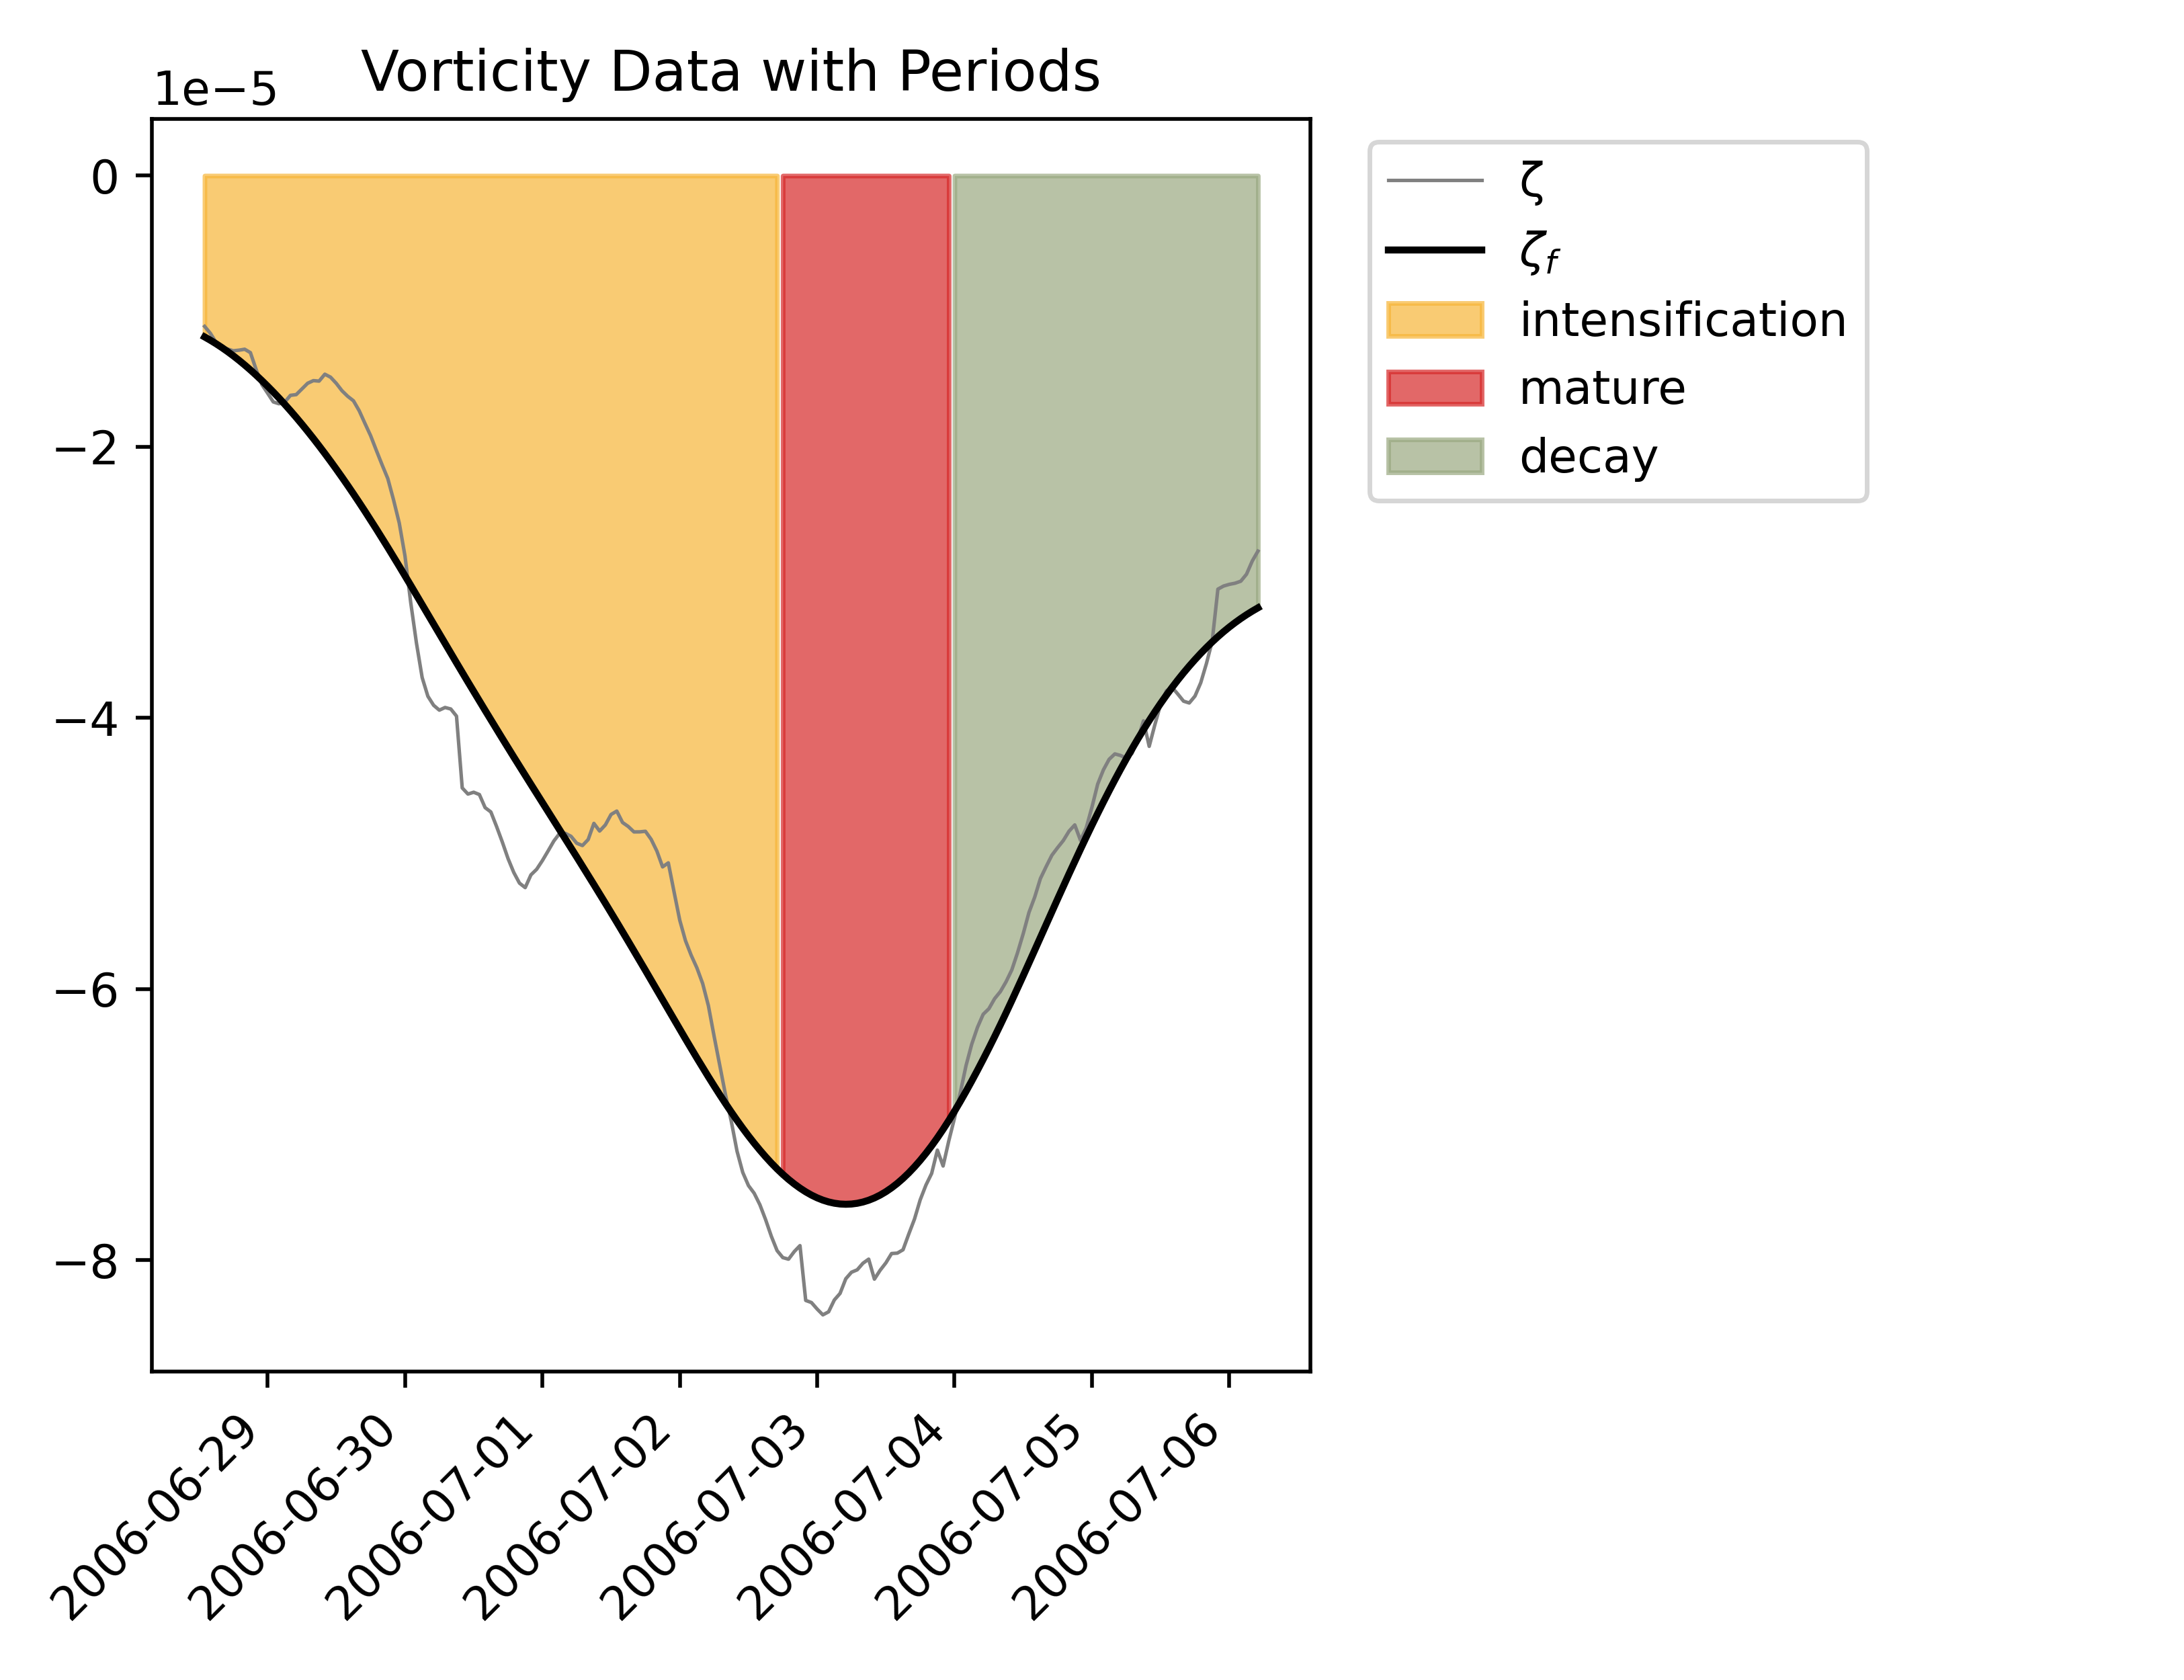 Vorticity Data with Periods
1e−5
0
−2
−4
−6
−8
2006-06-29
2006-06-30
2006-07-01
2006-07-02
2006-07-03
2006-07-04
2006-07-05
2006-07-06
ζ
ζf
intensification
mature
decay